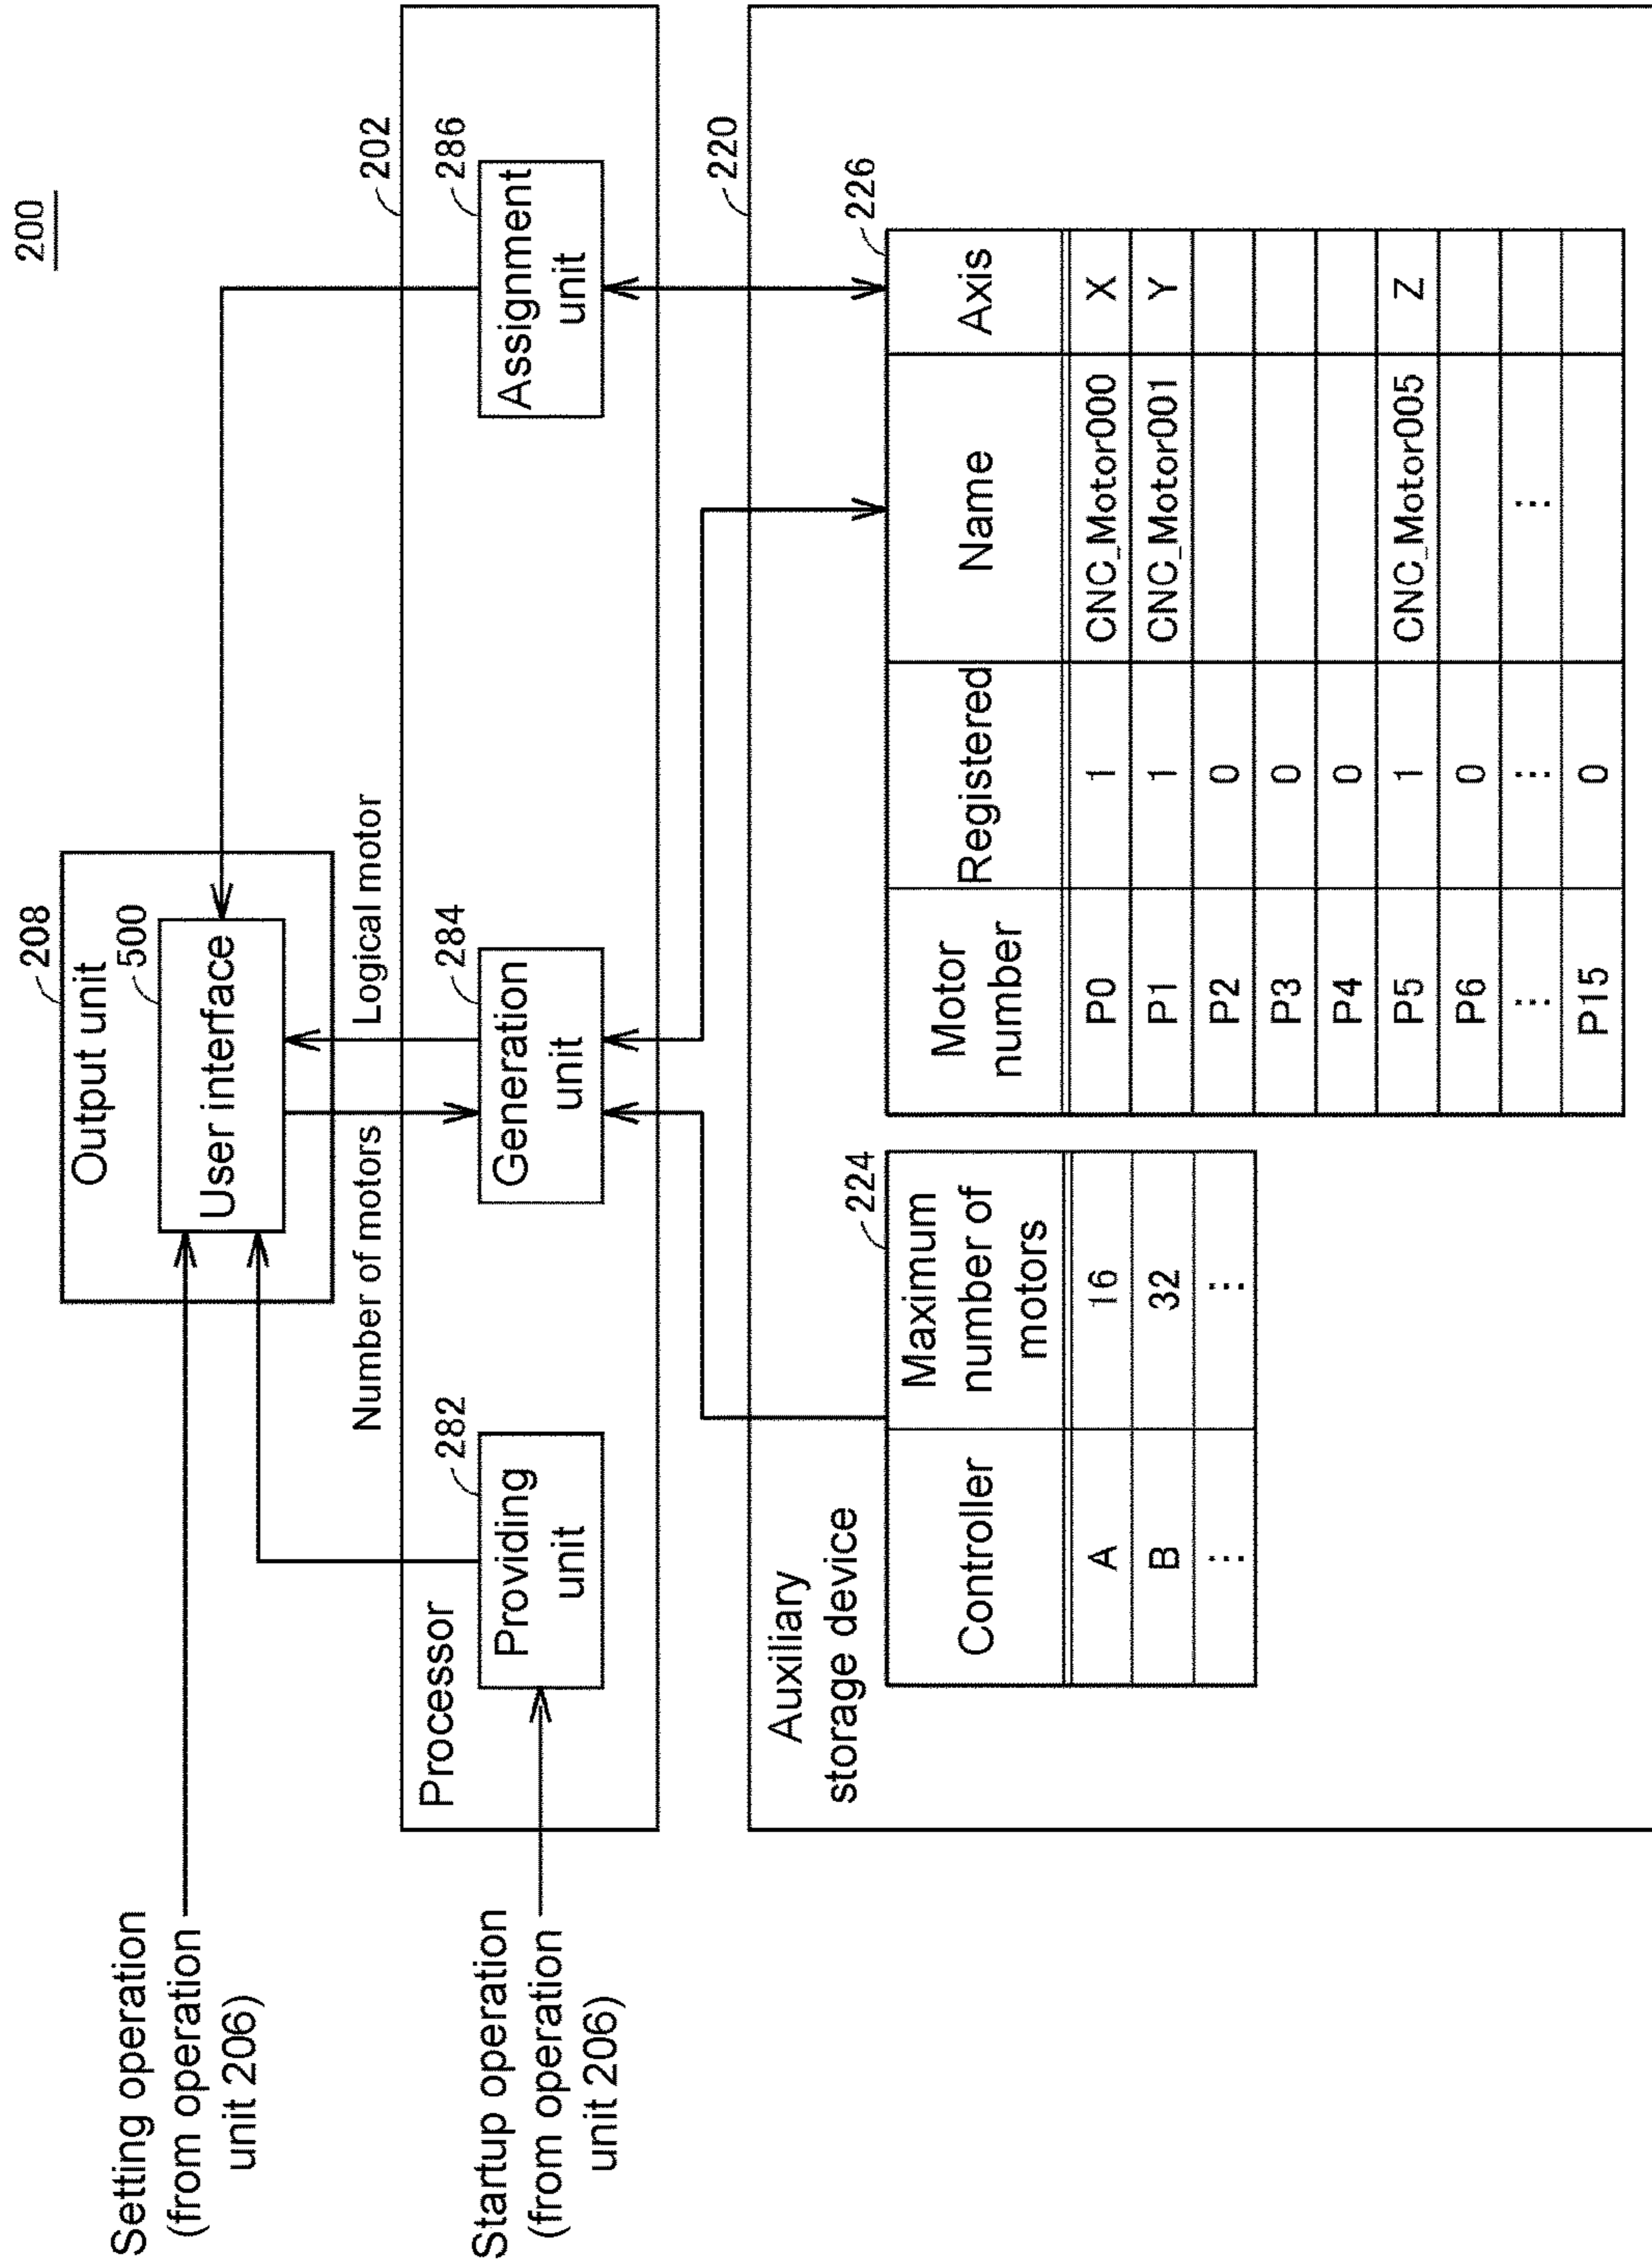 200
Setting operation
(from operation
unit 206)
Startup operation
(from operation
unit 206)
208
Output unit
500
User interface
Number of motors
Logical motor
202
Processor
282
Providing
unit
284
Generation
unit
286
Assignment
unit
220
Auxiliary
storage device
224
Controller Maximum
number of
motors
A 16
B 32
⋮ ⋮
226
Motor
number Registered Name Axis
P0 1 CNC_Motor000 X
P1 1 CNC_Motor001 Y
P2 0
P3 0
P4 0
P5 1 CNC_Motor005 Z
P6 0
⋮ ⋮ ⋮
P15 0